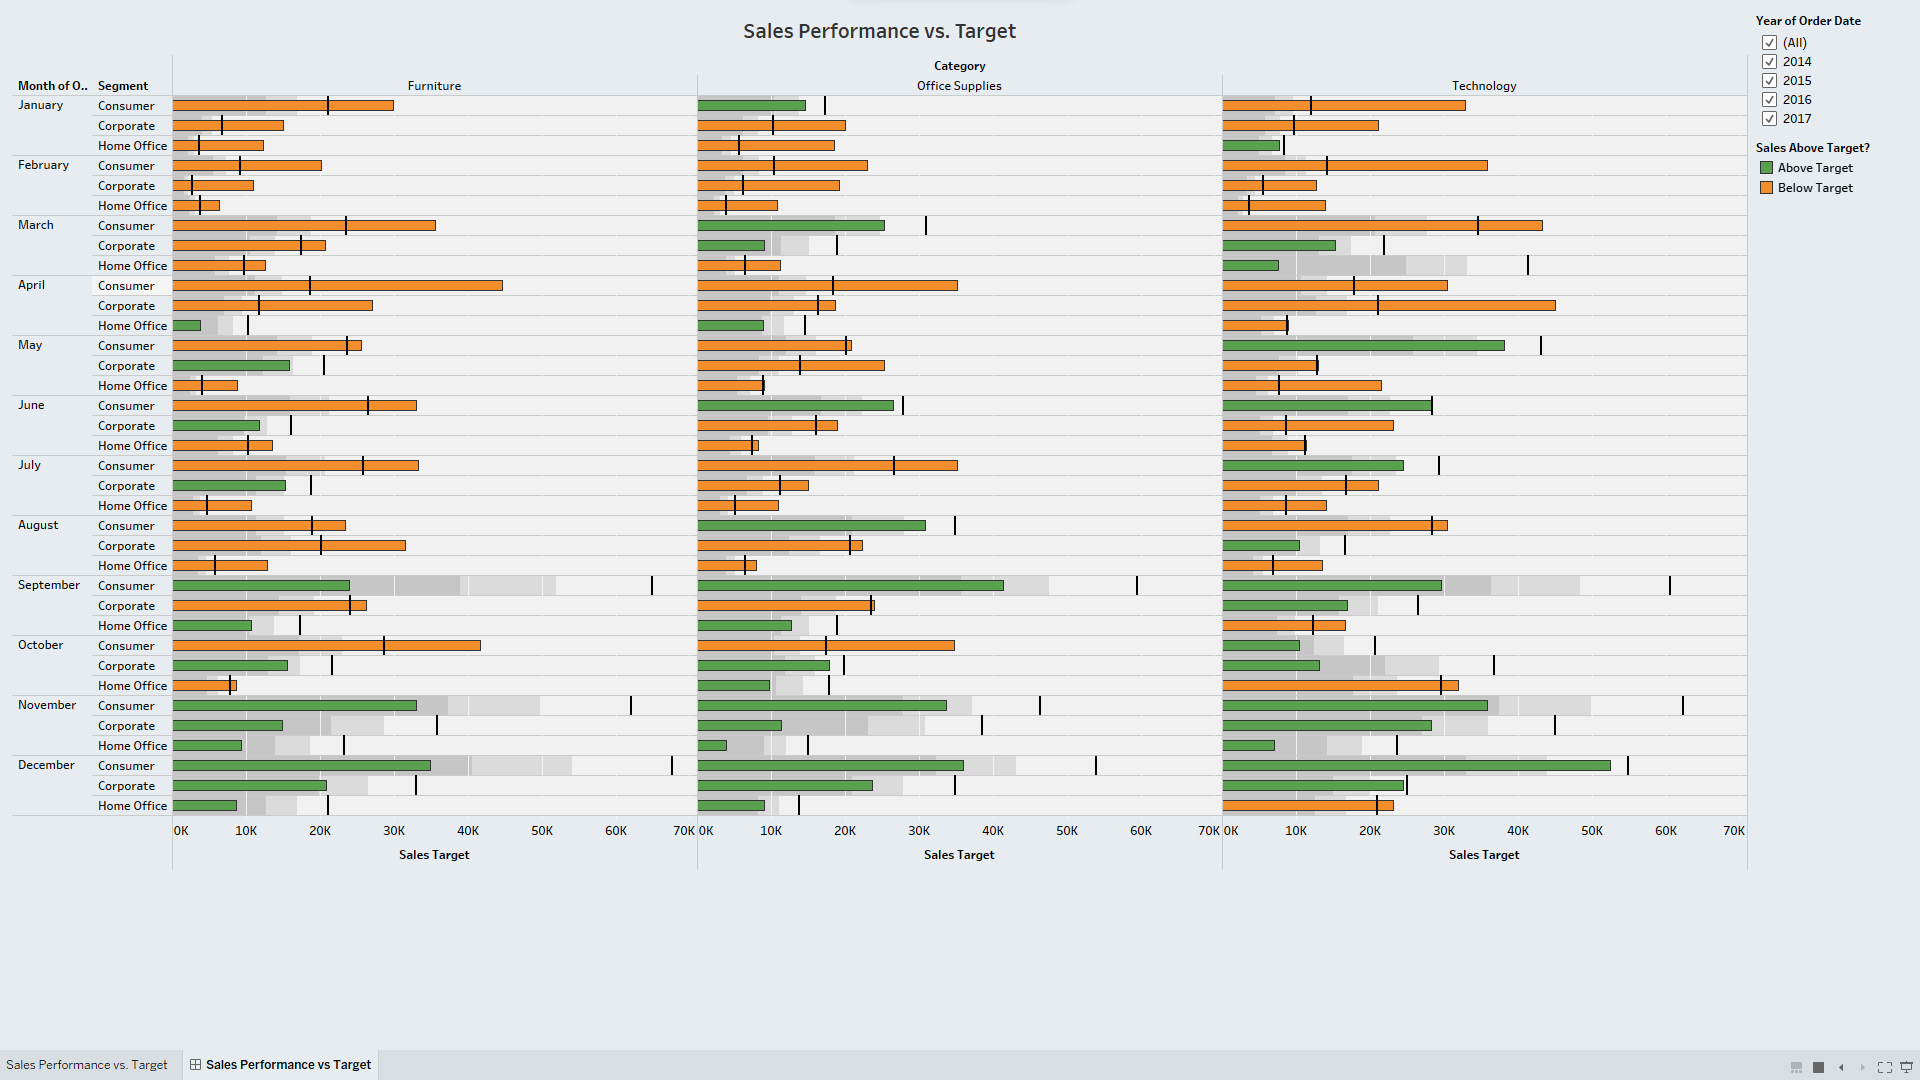 Sales Performance vs. Target
Category
Month of O.. Segment Furniture Office Supplies Technology
January Consumer
Corporate
Home Office
February Consumer
Corporate
Home Office
March Consumer
Corporate
Home Office
April Consumer
Corporate
Home Office
May Consumer
Corporate
Home Office
June Consumer
Corporate
Home Office
July Consumer
Corporate
Home Office
August Consumer
Corporate
Home Office
September Consumer
Corporate
Home Office
October Consumer
Corporate
Home Office
November Consumer
Corporate
Home Office
December Consumer
Corporate
Home Office
0K 10K 20K 30K 40K 50K 60K 70K 0K 10K 20K 30K 40K 50K 60K 70K 0K 10K 20K 30K 40K 50K 60K 70K
Sales Target Sales Target Sales Target
Year of Order Date
(All)
2014
2015
2016
2017
Sales Above Target?
Above Target
Below Target
Sales Performance vs. Target Sales Performance vs Target